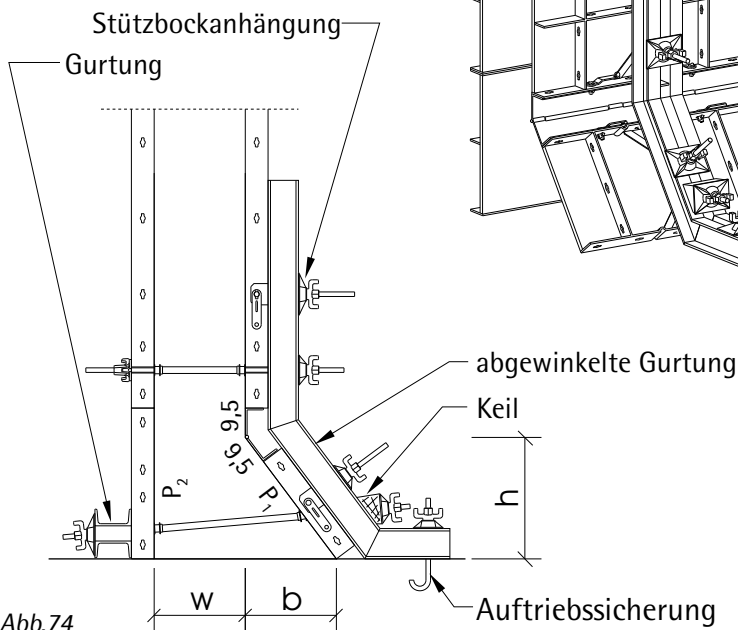 Stützbockanhängung
Gurtung
abgewinkelte Gurtung
Keil
9,5
9,5
P₁
P₂
h
w
b
Auftriebssicherung
Abb.74